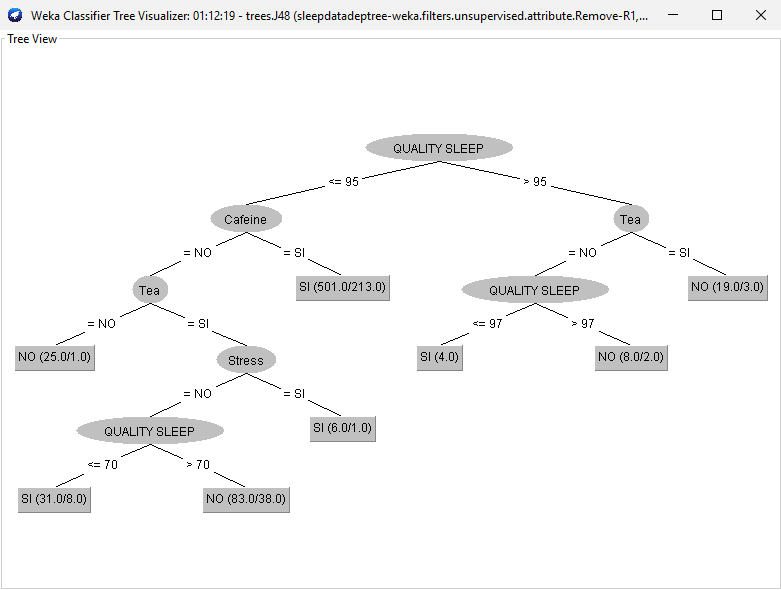 Weka Classifier Tree Visualizer: 01:12:19 - trees.J48 (sleepdatadeptree-weka.filters.unsupervised.attribute.Remove-R1,...
Tree View
QUALITY SLEEP
<= 95
> 95
Cafeine
Tea
= NO
= SI
= NO
= SI
Tea
SI (501.0/213.0)
QUALITY SLEEP
NO (19.0/3.0)
= NO
= SI
<= 97
> 97
NO (25.0/1.0)
Stress
SI (4.0)
NO (8.0/2.0)
= NO
= SI
QUALITY SLEEP
SI (6.0/1.0)
<= 70
> 70
SI (31.0/8.0)
NO (83.0/38.0)